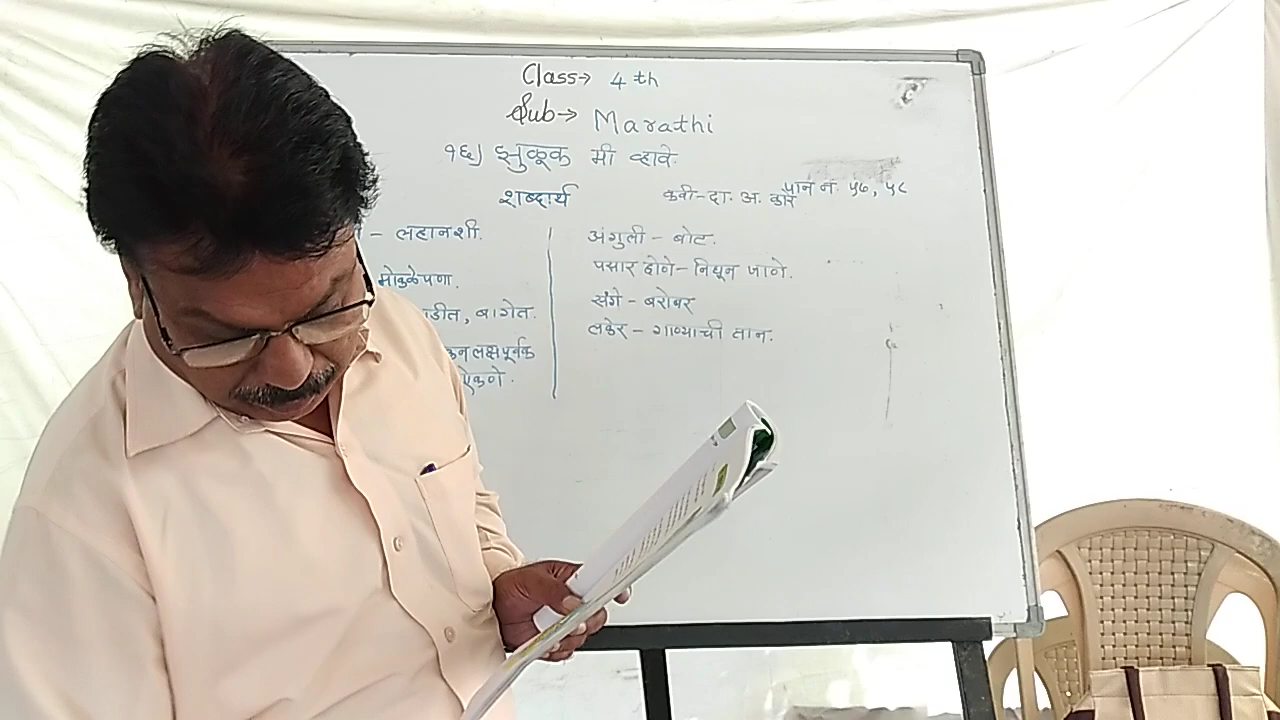 Class→ 4 th
Sub→ Marathi
१६) झुळूक मी व्हावे.
शब्दार्थ
कवी-दा. अ. कारे
पान नं. ५७, ५८
- लहानशी.
मोकळेपणा.
बागेत.
लक्षपूर्वक
ऐकणे.
अंगुली - बोट.
पसार होणे - निघून जाणे.
संगे - बरोबर
लकेर - गाण्याची तान.